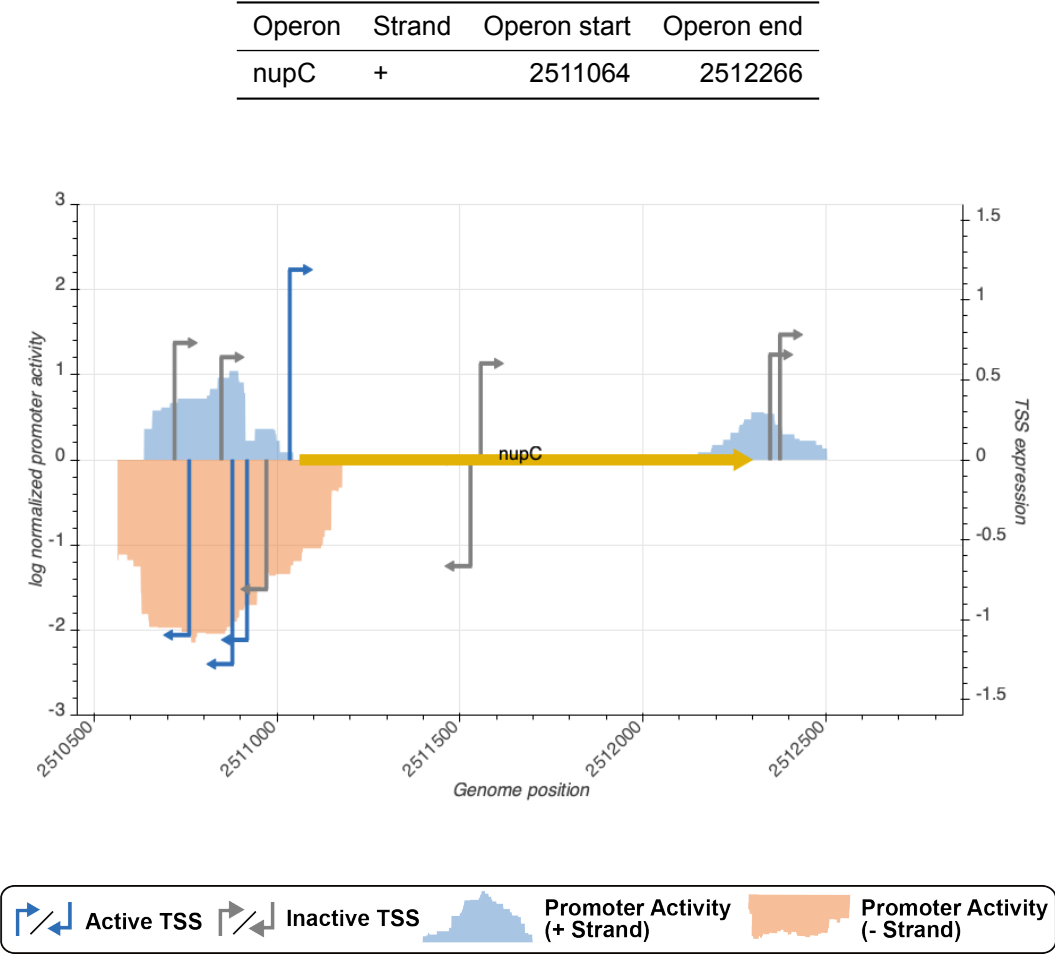 Operon Strand Operon start Operon end
nupC + 2511064 2512266
3
2
1
0
-1
-2
-3
log normalized promoter activity
1.5
1
0.5
0
-0.5
-1
-1.5
TSS expression
nupC
2510500 2511000 2511500 2512000 2512500
Genome position
Active TSS
Inactive TSS
Promoter Activity
(+ Strand)
Promoter Activity
(- Strand)